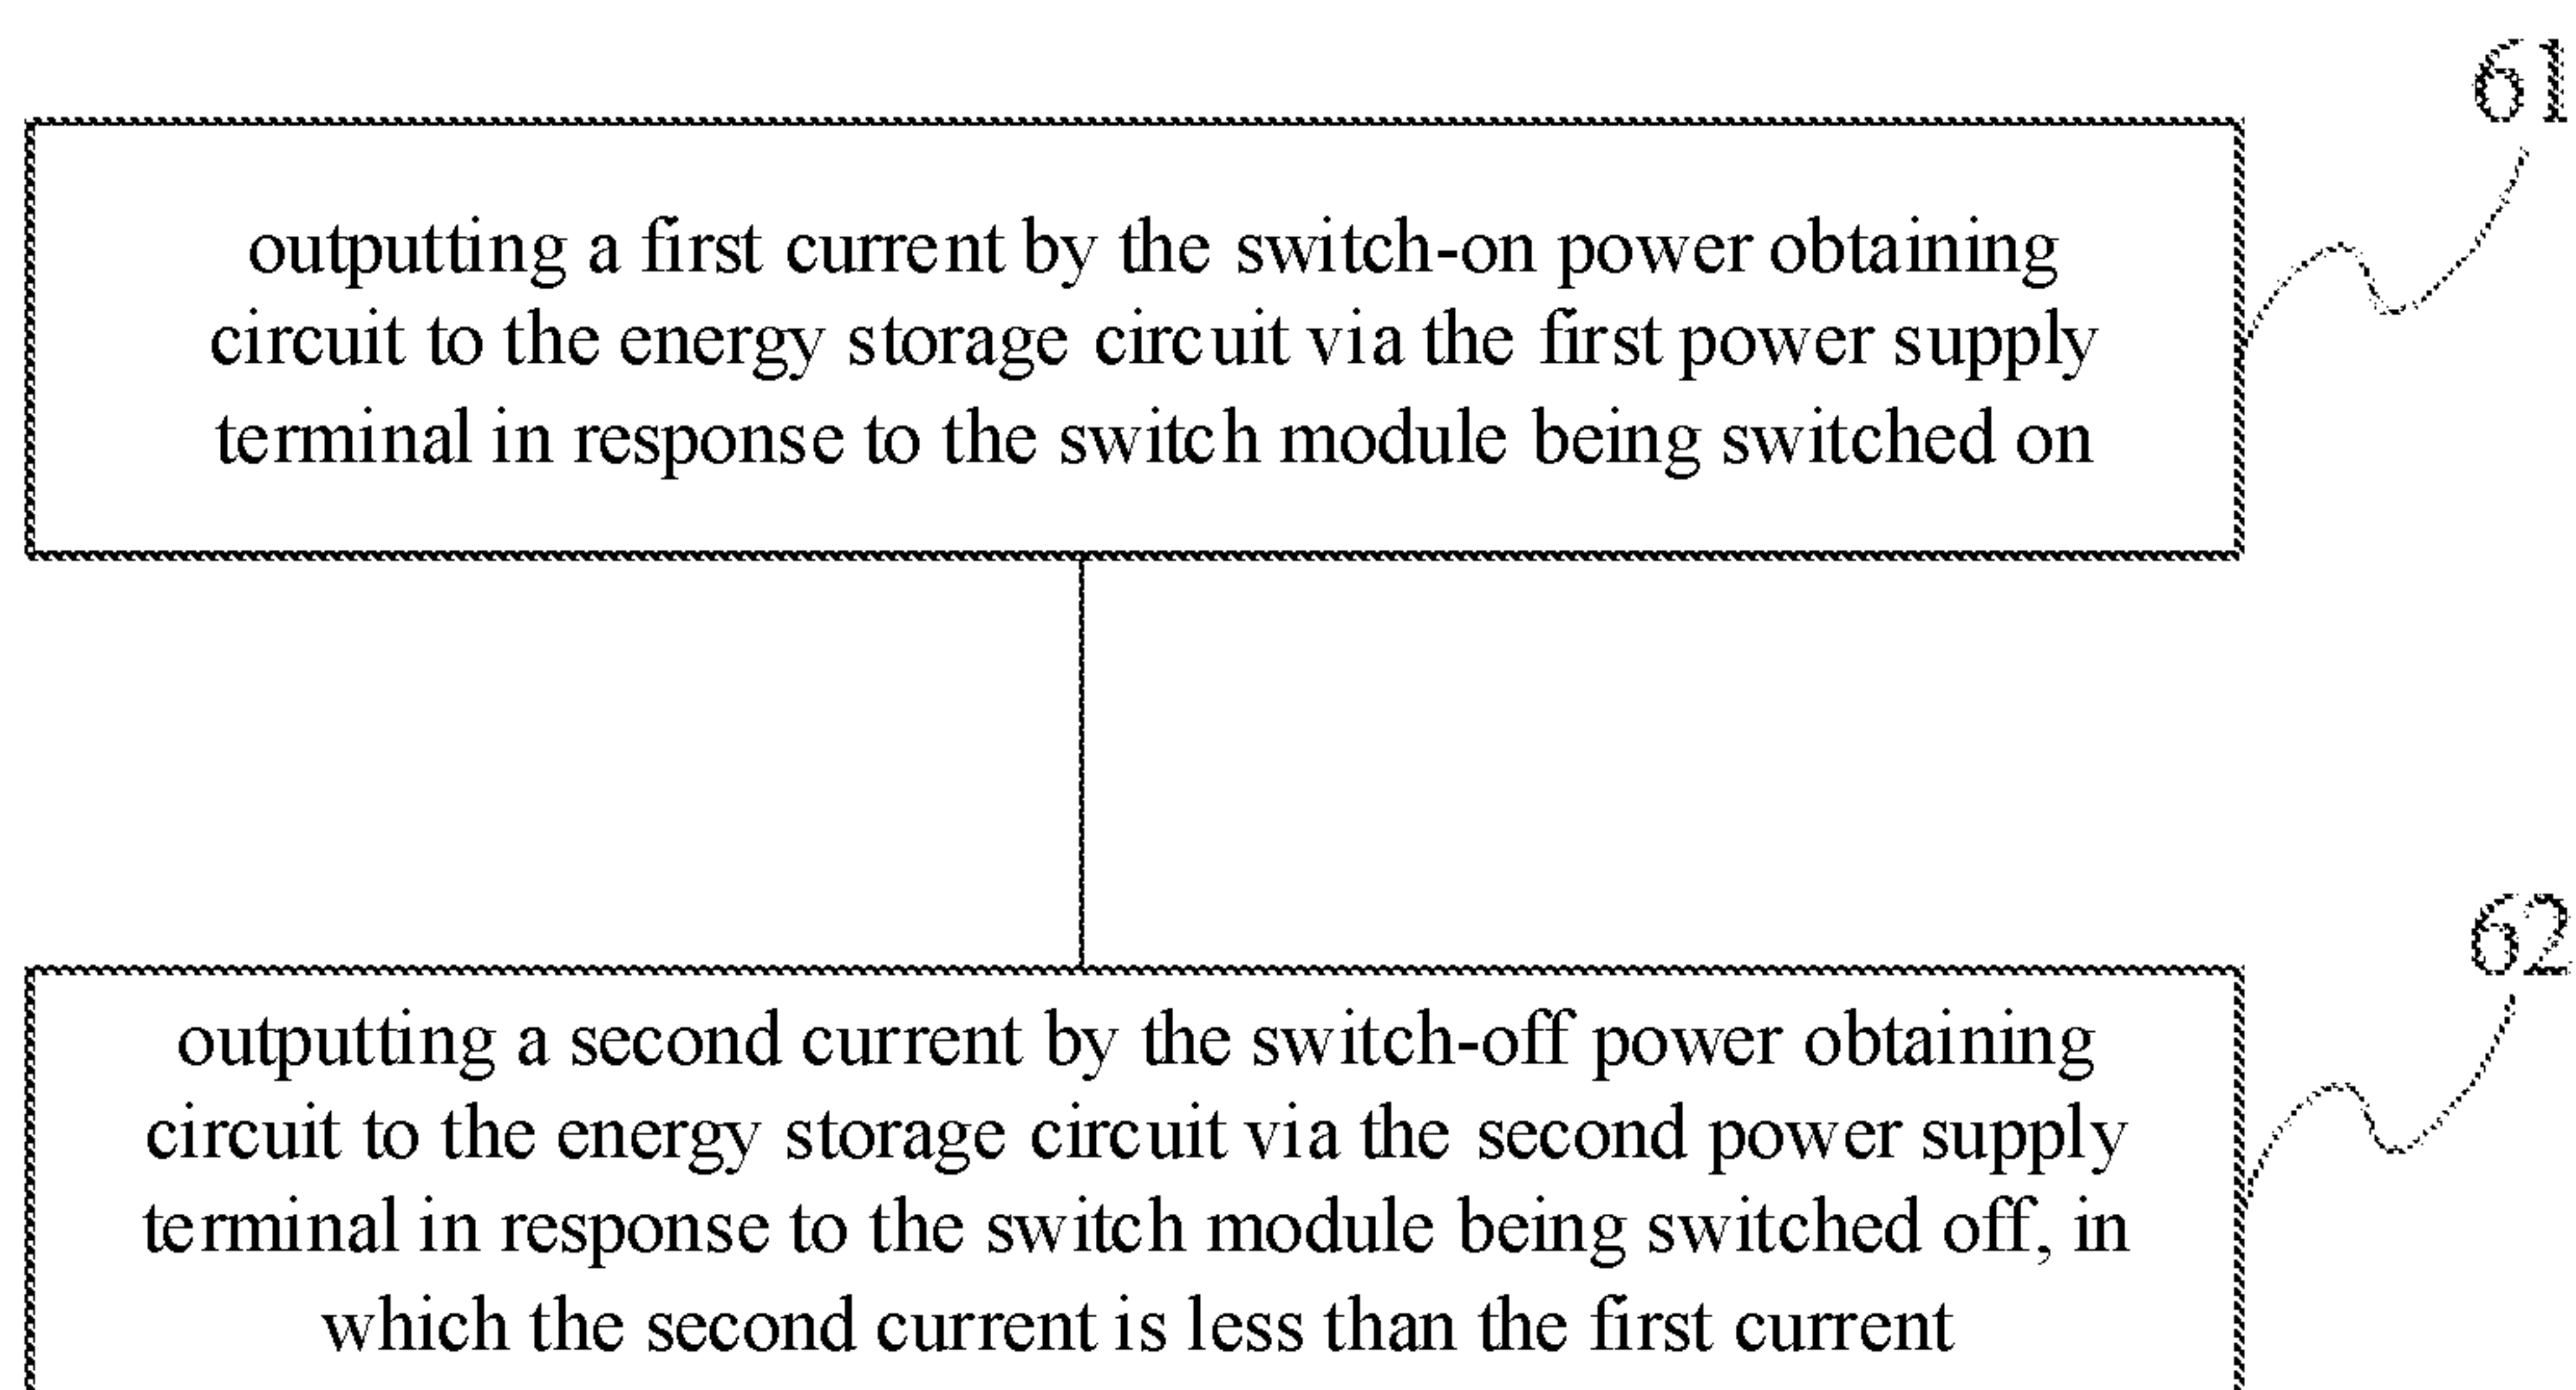 61
outputting a first current by the switch-on power obtaining
circuit to the energy storage circuit via the first power supply
terminal in response to the switch module being switched on
62
outputting a second current by the switch-off power obtaining
circuit to the energy storage circuit via the second power supply
terminal in response to the switch module being switched off, in
which the second current is less than the first current